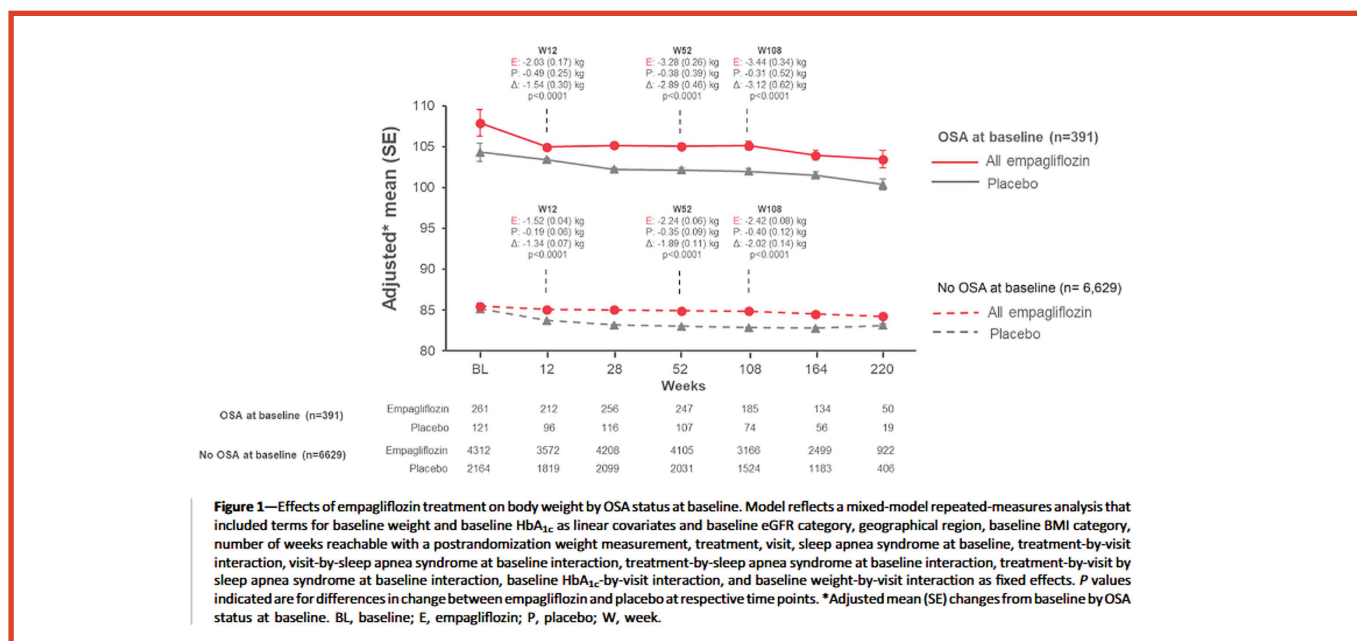 W12
E: -2.03 (0.17) kg
P: -0.49 (0.25) kg
Δ: -1.54 (0.30) kg
p<0.0001
W52
E: -3.28 (0.26) kg
P: -0.38 (0.39) kg
Δ: -2.89 (0.46) kg
p<0.0001
W108
E: -3.44 (0.34) kg
P: -0.31 (0.52) kg
Δ: -3.12 (0.62) kg
p<0.0001
Adjusted* mean (SE)
110
105
100
95
90
85
80
OSA at baseline (n=391)
All empagliflozin
Placebo
W12
E: -1.52 (0.04) kg
P: -0.19 (0.06) kg
Δ: -1.34 (0.07) kg
p<0.0001
W52
E: -2.24 (0.06) kg
P: -0.35 (0.09) kg
Δ: -1.89 (0.11) kg
p<0.0001
W108
E: -2.42 (0.08) kg
P: -0.40 (0.12) kg
Δ: -2.02 (0.14) kg
p<0.0001
No OSA at baseline (n= 6,629)
All empagliflozin
Placebo
BL 12 28 52 108 164 220
Weeks
OSA at baseline (n=391)
Empagliflozin 261 212 256 247 185 134 50
Placebo 121 96 116 107 74 56 19
No OSA at baseline (n=6629)
Empagliflozin 4312 3572 4208 4105 3166 2499 922
Placebo 2164 1819 2099 2031 1524 1183 406
Figure 1—Effects of empagliflozin treatment on body weight by OSA status at baseline. Model reflects a mixed-model repeated-measures analysis that
included terms for baseline weight and baseline HbA1c as linear covariates and baseline eGFR category, geographical region, baseline BMI category,
number of weeks reachable with a postrandomization weight measurement, treatment, visit, sleep apnea syndrome at baseline, treatment-by-visit
interaction, visit-by-sleep apnea syndrome at baseline interaction, treatment-by-sleep apnea syndrome at baseline interaction, treatment-by-visit by
sleep apnea syndrome at baseline interaction, baseline HbA1c-by-visit interaction, and baseline weight-by-visit interaction as fixed effects. P values
indicated are for differences in change between empagliflozin and placebo at respective time points. *Adjusted mean (SE) changes from baseline by OSA
status at baseline. BL, baseline; E, empagliflozin; P, placebo; W, week.